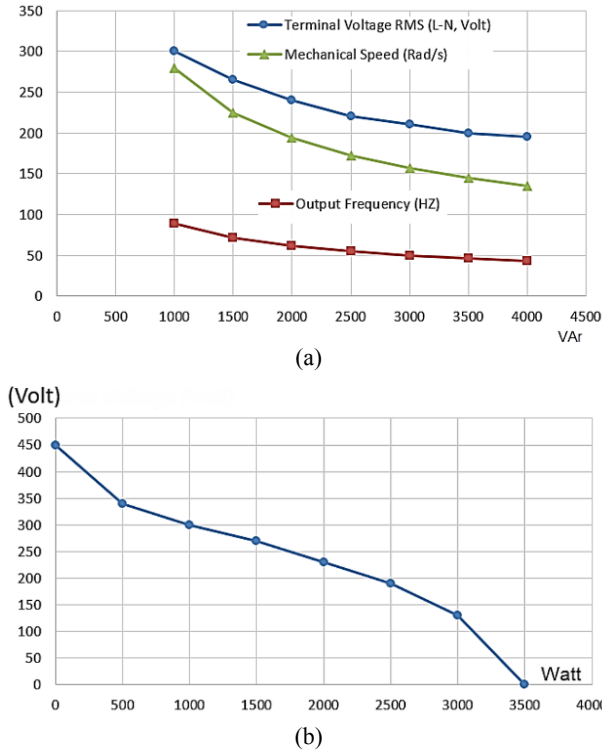 350
300
250
200
150
100
50
0
Terminal Voltage RMS (L-N, Volt)
Mechanical Speed (Rad/s)
Output Frequency (HZ)
0 500 1000 1500 2000 2500 3000 3500 4000 4500
VAr
(a)
(Volt)
500
450
400
350
300
250
200
150
100
50
0
Watt
0 500 1000 1500 2000 2500 3000 3500 4000
(b)